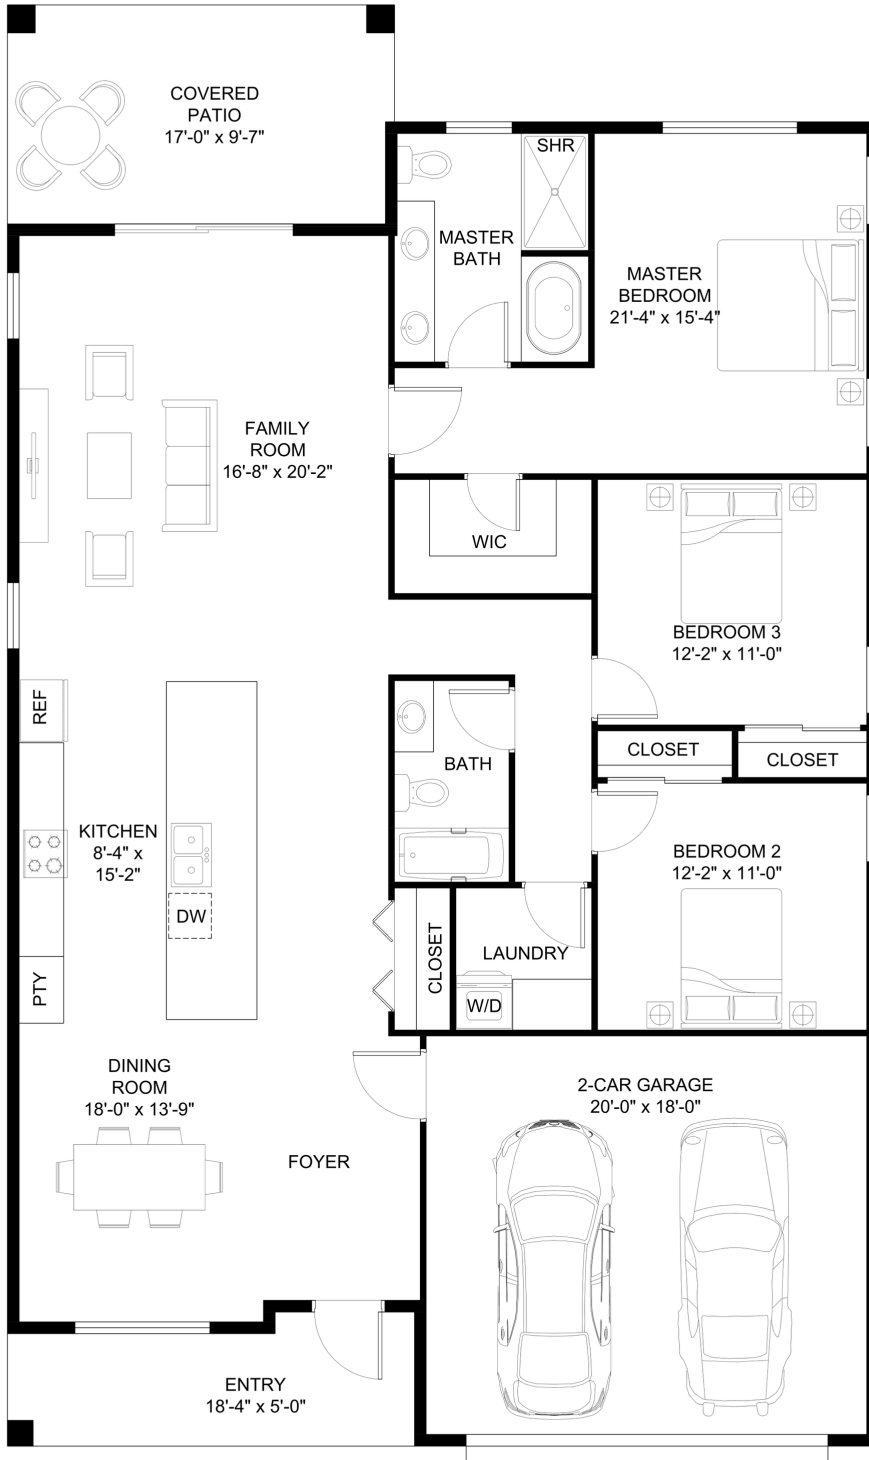 COVERED
PATIO
17'-0" x 9'-7"
SHR
MASTER
BATH
MASTER
BEDROOM
21'-4" x 15'-4"
FAMILY
ROOM
16'-8" x 20'-2"
WIC
BEDROOM 3
12'-2" x 11'-0"
REF
CLOSET
CLOSET
BATH
KITCHEN
8'-4" x
15'-2"
BEDROOM 2
12'-2" x 11'-0"
DW
CLOSET
LAUNDRY
PTY
W/D
DINING
ROOM
18'-0" x 13'-9"
2-CAR GARAGE
20'-0" x 18'-0"
FOYER
ENTRY
18'-4" x 5'-0"